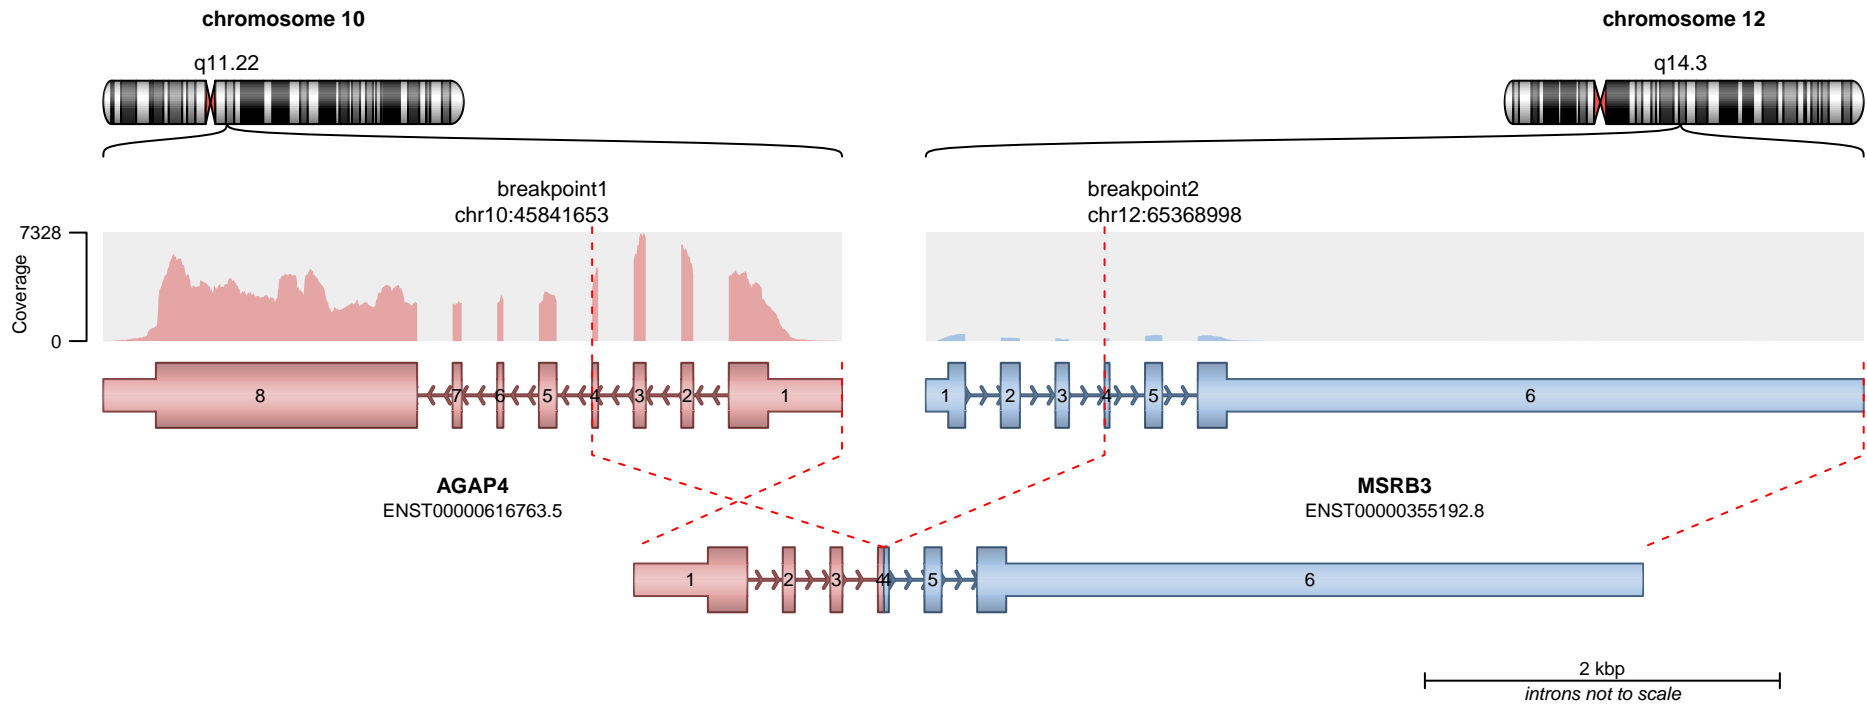 chromosome 10
chromosome 12
q11.22
q14.3
breakpoint1
chr10:45841653
breakpoint2
chr12:65368998
7328
0
Coverage
8 7 6 5 4 3 2 1
1 2 3 4 5 6
AGAP4
ENST00000616763.5
MSRB3
ENST00000355192.8
1 2 3 4 4 5 6
2 kbp
introns not to scale